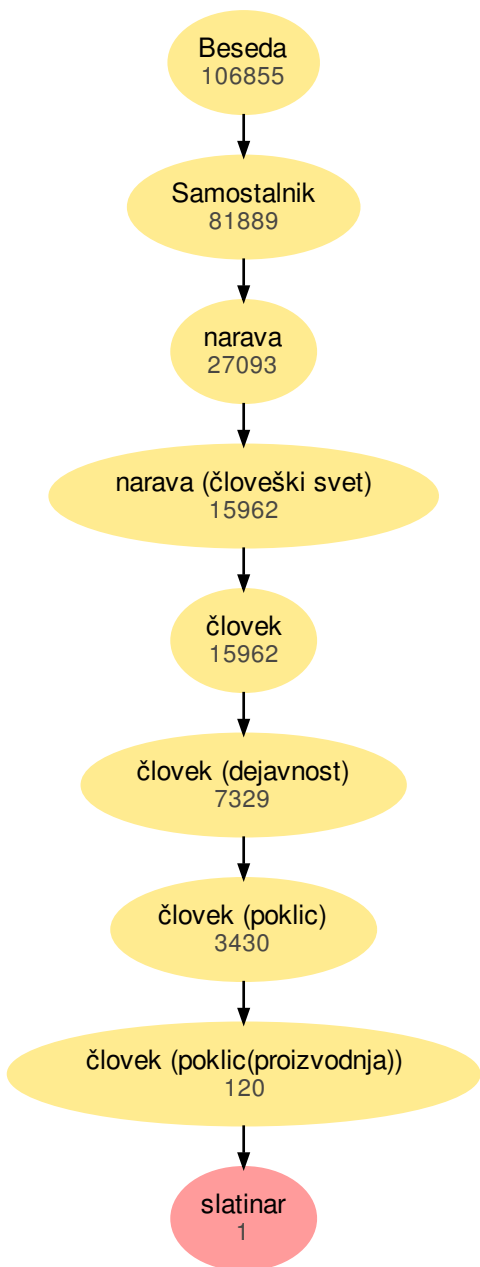 Beseda
106855
Samostalnik
81889
narava
27093
narava (človeški svet)
15962
človek
15962
človek (dejavnost)
7329
človek (poklic)
3430
človek (poklic(proizvodnja))
120
slatinar
1